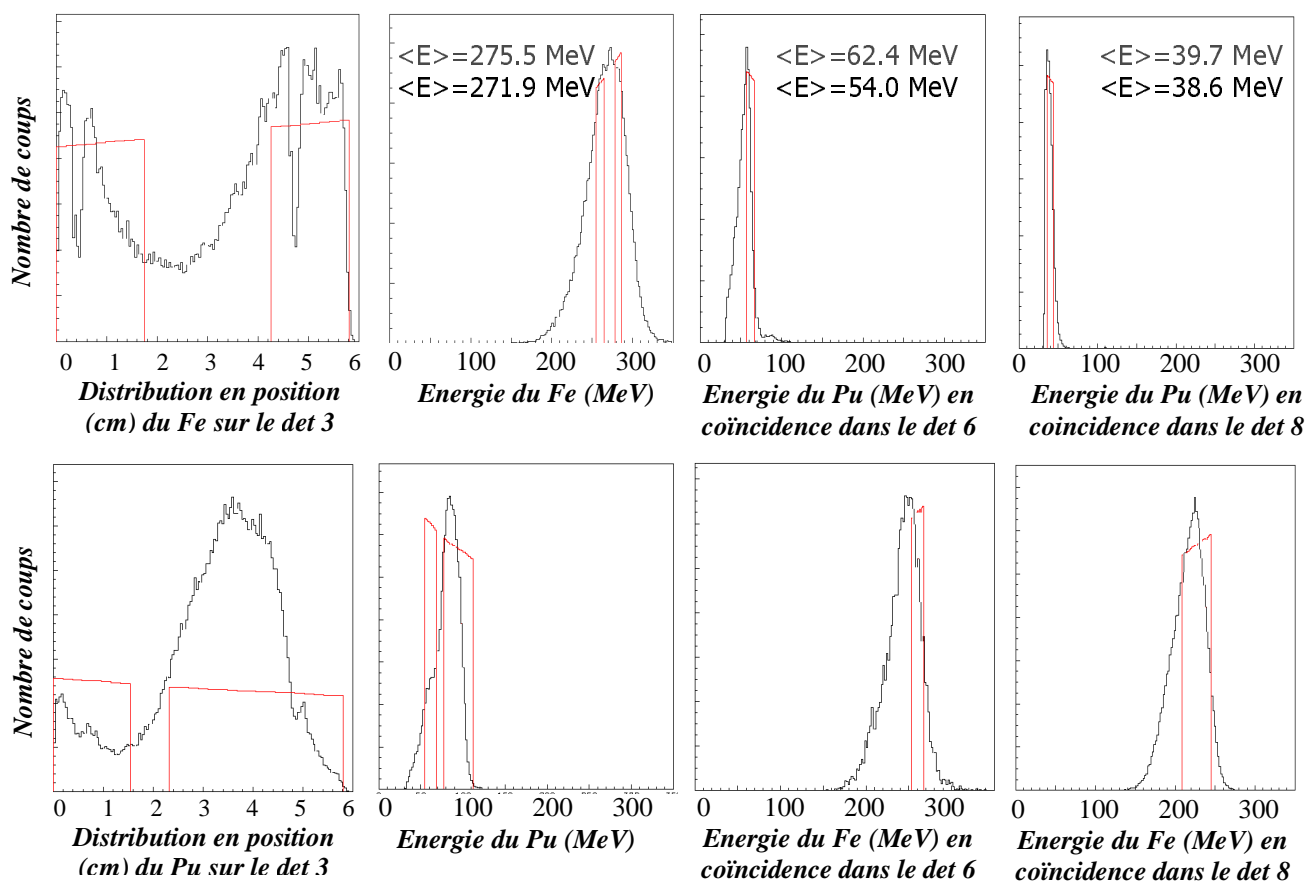 <E>=275.5 MeV
<E>=271.9 MeV
<E>=62.4 MeV
<E>=54.0 MeV
<E>=39.7 MeV
<E>=38.6 MeV
Nombre de coups
0 1 2 3 4 5 6
0 100 200 300
0 100 200 300
0 100 200 300
Distribution en position
(cm) du Fe sur le det 3
Energie du Fe (MeV)
Energie du Pu (MeV) en
coïncidence dans le det 6
Energie du Pu (MeV) en
coincidence dans le det 8
Nombre de coups
0 1 2 3 4 5 6
0 100 200 300
0 100 200 300
0 100 200 300
Distribution en position
(cm) du Pu sur le det 3
Energie du Pu (MeV)
Energie du Fe (MeV) en
coïncidence dans le det 6
Energie du Fe (MeV) en
coïncidence dans le det 8